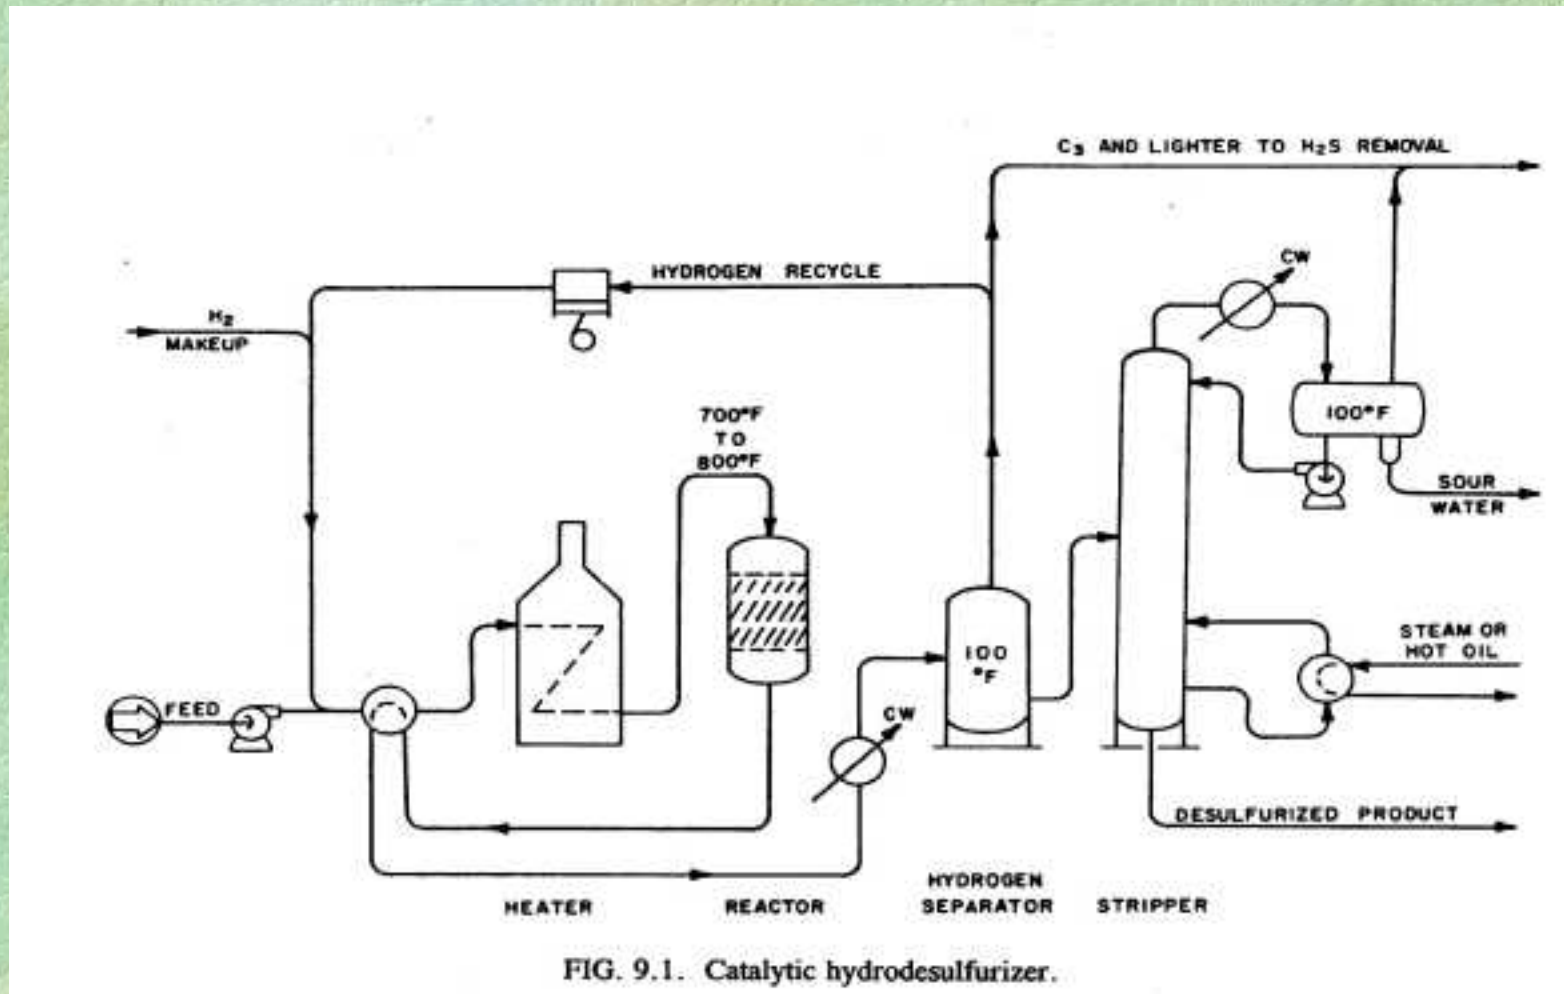 C₃ AND LIGHTER TO H₂S REMOVAL
CW
HYDROGEN RECYCLE
H₂
MAKEUP
700°F
TO
800°F
100°F
SOUR
WATER
STEAM OR
HOT OIL
100
°F
FEED
CW
DESULFURIZED PRODUCT
HEATER
REACTOR
HYDROGEN
SEPARATOR
STRIPPER
FIG. 9.1. Catalytic hydrodesulfurizer.